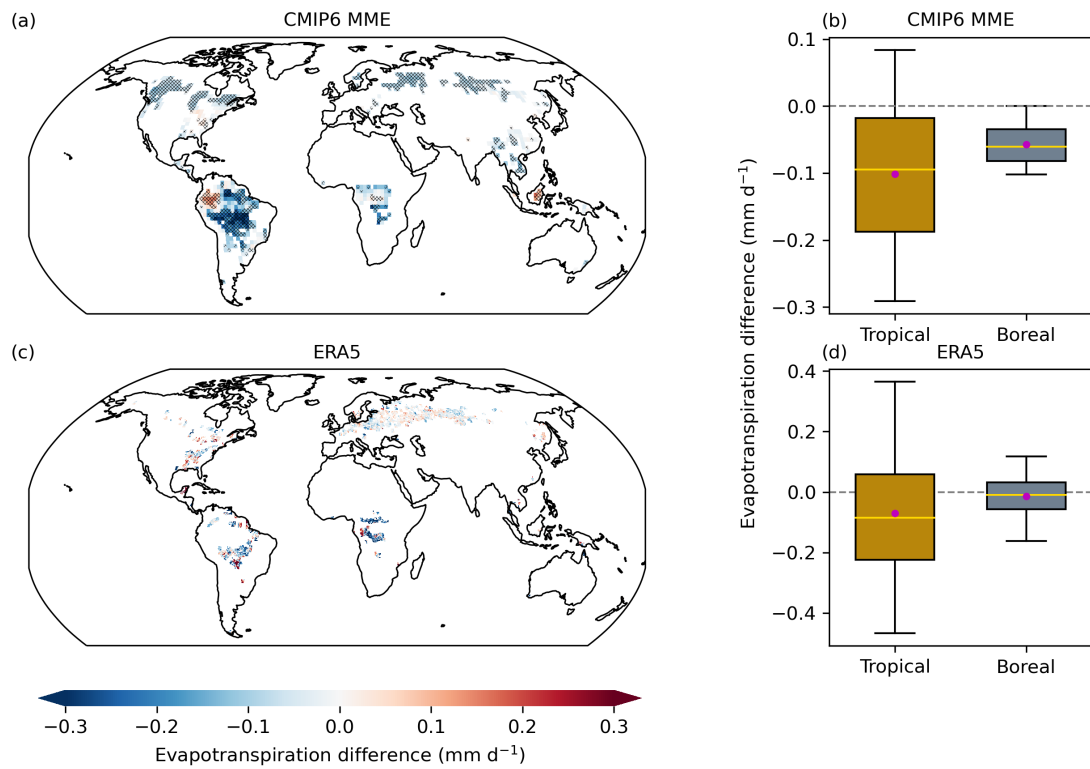 (a)
CMIP6 MME
(b)
CMIP6 MME
0.1
0.0
−0.1
−0.2
−0.3
Tropical
Boreal
Evapotranspiration difference (mm d⁻¹)
(c)
ERA5
(d)
ERA5
0.4
0.2
0.0
−0.2
−0.4
Tropical
Boreal
−0.3 −0.2 −0.1 0.0 0.1 0.2 0.3
Evapotranspiration difference (mm d⁻¹)